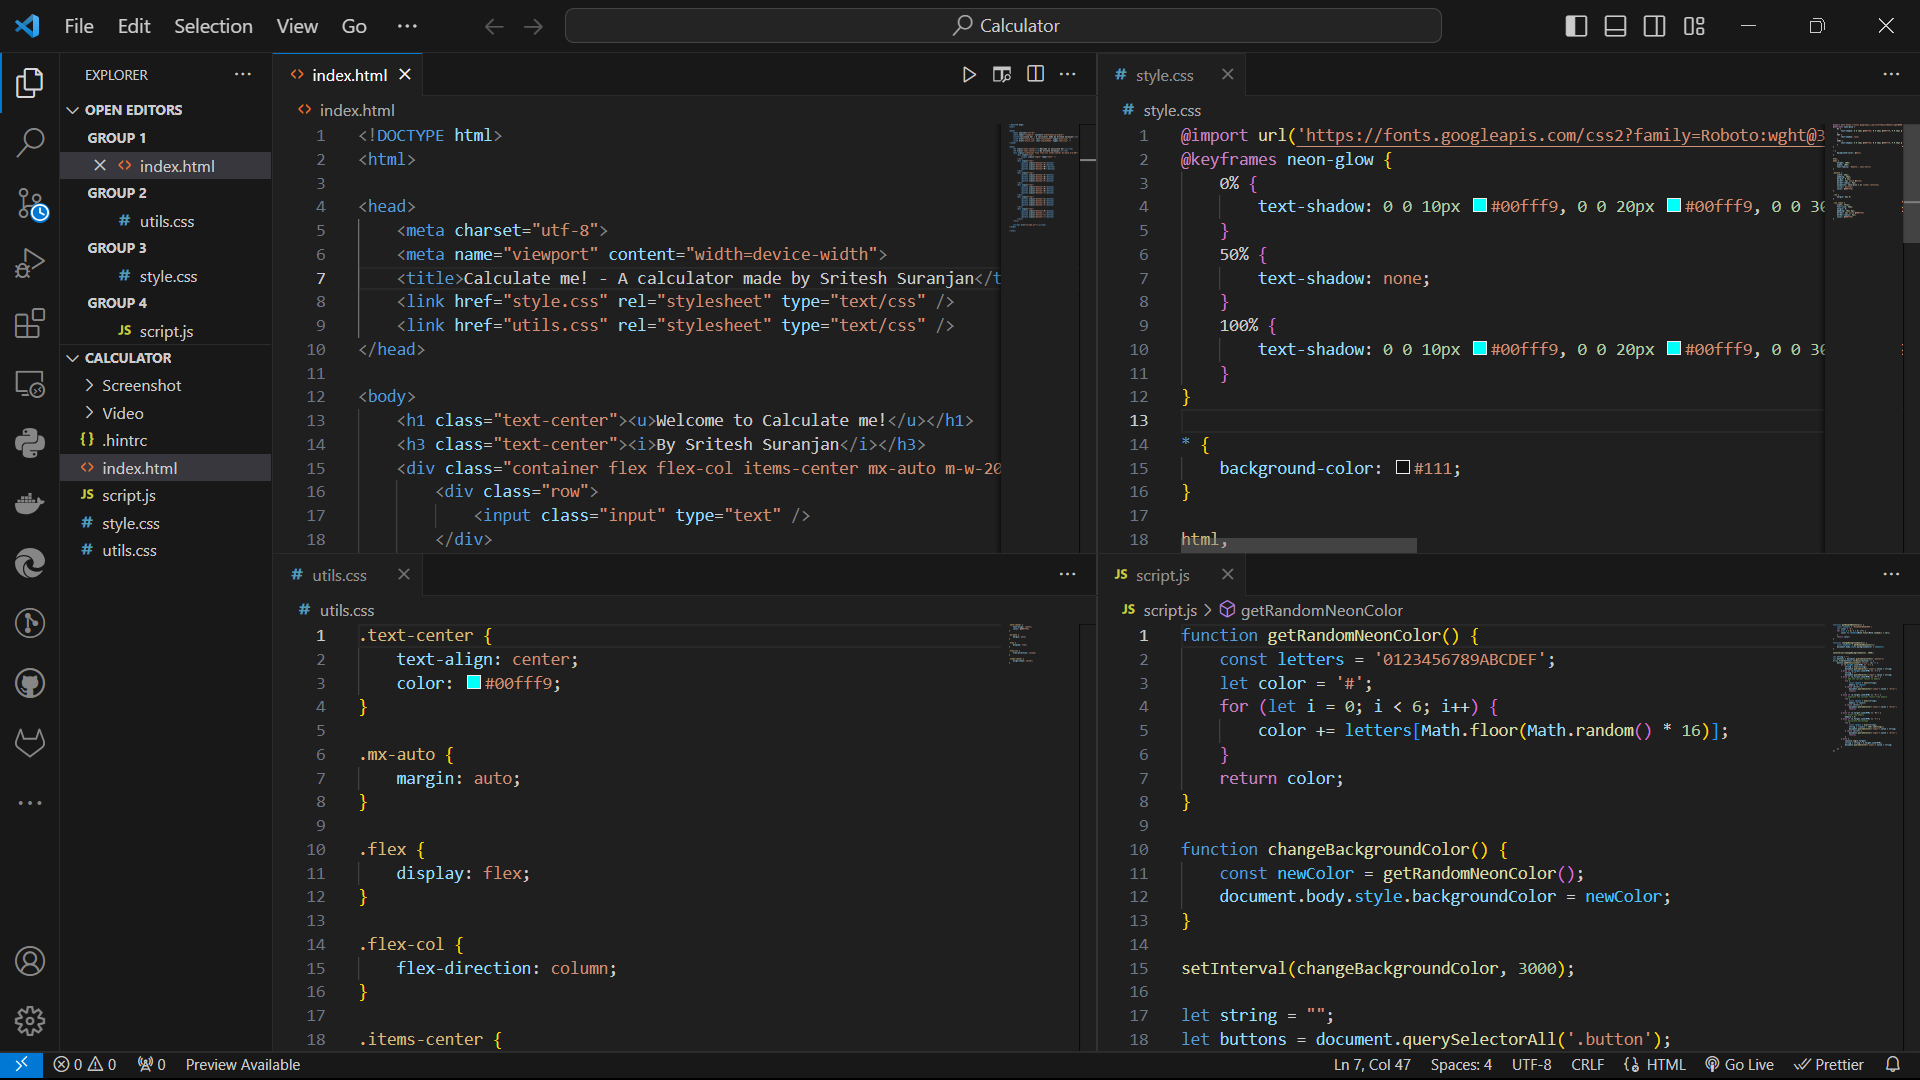 File Edit Selection View Go ···
Calculator
EXPLORER ···
OPEN EDITORS
GROUP 1
index.html
GROUP 2
# utils.css
GROUP 3
# style.css
GROUP 4
JS script.js
CALCULATOR
Screenshot
Video
{} .hintrc
<> index.html
JS script.js
# style.css
# utils.css
<> index.html
<> index.html
1 <!DOCTYPE html>
2 <html>
3
4 <head>
5 <meta charset="utf-8">
6 <meta name="viewport" content="width=device-width">
7 <title>Calculate me! - A calculator made by Sritesh Suranjan</t
8 <link href="style.css" rel="stylesheet" type="text/css" />
9 <link href="utils.css" rel="stylesheet" type="text/css" />
10 </head>
11
12 <body>
13 <h1 class="text-center"><u>Welcome to Calculate me!</u></h1>
14 <h3 class="text-center"><i>By Sritesh Suranjan</i></h3>
15 <div class="container flex flex-col items-center mx-auto m-w-20
16 <div class="row">
17 <input class="input" type="text" />
18 </div>
# style.css
# style.css
1 @import url('https://fonts.googleapis.com/css2?family=Roboto:wght@3
2 @keyframes neon-glow {
3 0% {
4 text-shadow: 0 0 10px #00fff9, 0 0 20px #00fff9, 0 0 30
5 }
6 50% {
7 text-shadow: none;
8 }
9 100% {
10 text-shadow: 0 0 10px #00fff9, 0 0 20px #00fff9, 0 0 30
11 }
12 }
13
14 * {
15 background-color: #111;
16 }
17
18 html,
# utils.css
# utils.css
1 .text-center {
2 text-align: center;
3 color: #00fff9;
4 }
5
6 .mx-auto {
7 margin: auto;
8 }
9
10 .flex {
11 display: flex;
12 }
13
14 .flex-col {
15 flex-direction: column;
16 }
17
18 .items-center {
JS script.js
JS script.js > getRandomNeonColor
1 function getRandomNeonColor() {
2 const letters = '0123456789ABCDEF';
3 let color = '#';
4 for (let i = 0; i < 6; i++) {
5 color += letters[Math.floor(Math.random() * 16)];
6 }
7 return color;
8 }
9
10 function changeBackgroundColor() {
11 const newColor = getRandomNeonColor();
12 document.body.style.backgroundColor = newColor;
13 }
14
15 setInterval(changeBackgroundColor, 3000);
16
17 let string = "";
18 let buttons = document.querySelectorAll('.button');
0 0 0 Preview Available Ln 7, Col 47 Spaces: 4 UTF-8 CRLF {} HTML Go Live Prettier